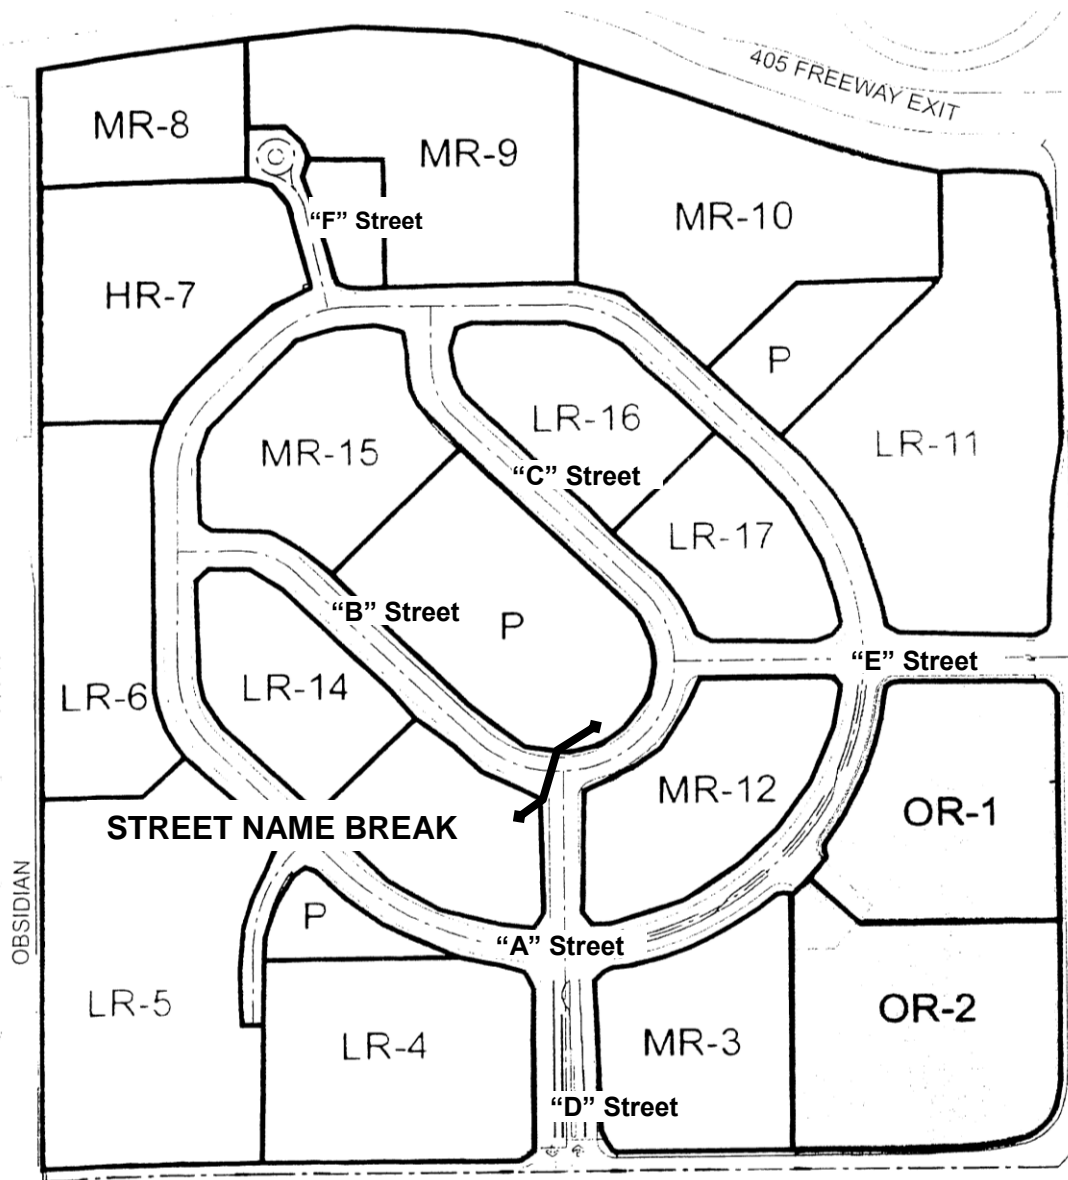 405 FREEWAY EXIT
MR-8
MR-9
MR-10
“F” Street
HR-7
P
LR-16
LR-11
MR-15
“C” Street
LR-17
“B” Street
P
“E” Street
LR-6
LR-14
MR-12
OR-1
STREET NAME BREAK
OBSIDIAN
P
“A” Street
LR-5
OR-2
LR-4
MR-3
“D” Street